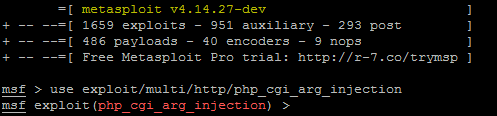 =[ metasploit v4.14.27-dev ]
+ -- --=[ 1659 exploits - 951 auxiliary - 293 post ]
+ -- --=[ 486 payloads - 40 encoders - 9 nops ]
+ -- --=[ Free Metasploit Pro trial: http://r-7.co/trymsp ]
msf > use exploit/multi/http/php_cgi_arg_injection
msf exploit(php_cgi_arg_injection) >